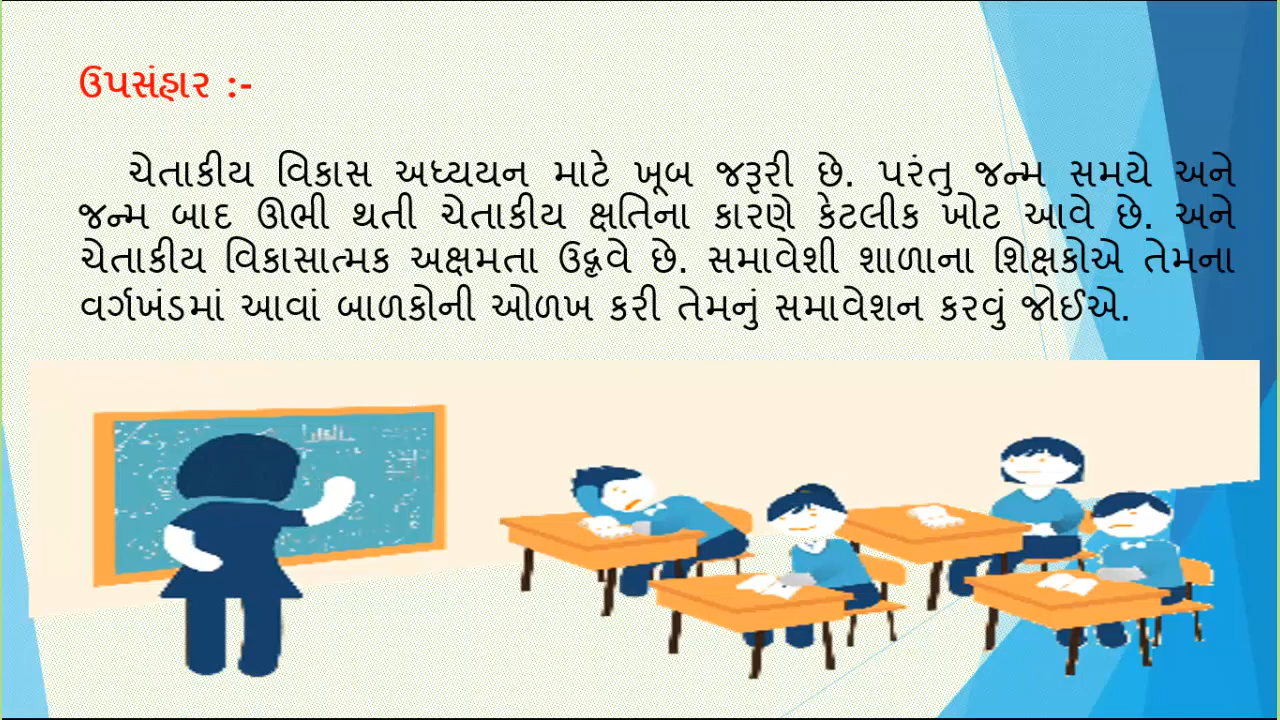 ઉપસંહાર :-
ચેતાકીય વિકાસ અધ્યયન માટે ખૂબ જરૂરી છે. પરંતુ જન્મ સમયે અને
જન્મ બાદ ઊભી થતી ચેતાકીય ક્ષતિના કારણે કેટલીક ખોટ આવે છે. અને
ચેતાકીય વિકાસાત્મક અક્ષમતા ઉદ્ભવે છે. સમાવેશી શાળાના શિક્ષકોએ તેમના
વર્ગખંડમાં આવાં બાળકોની ઓળખ કરી તેમનું સમાવેશન કરવું જોઈએ.